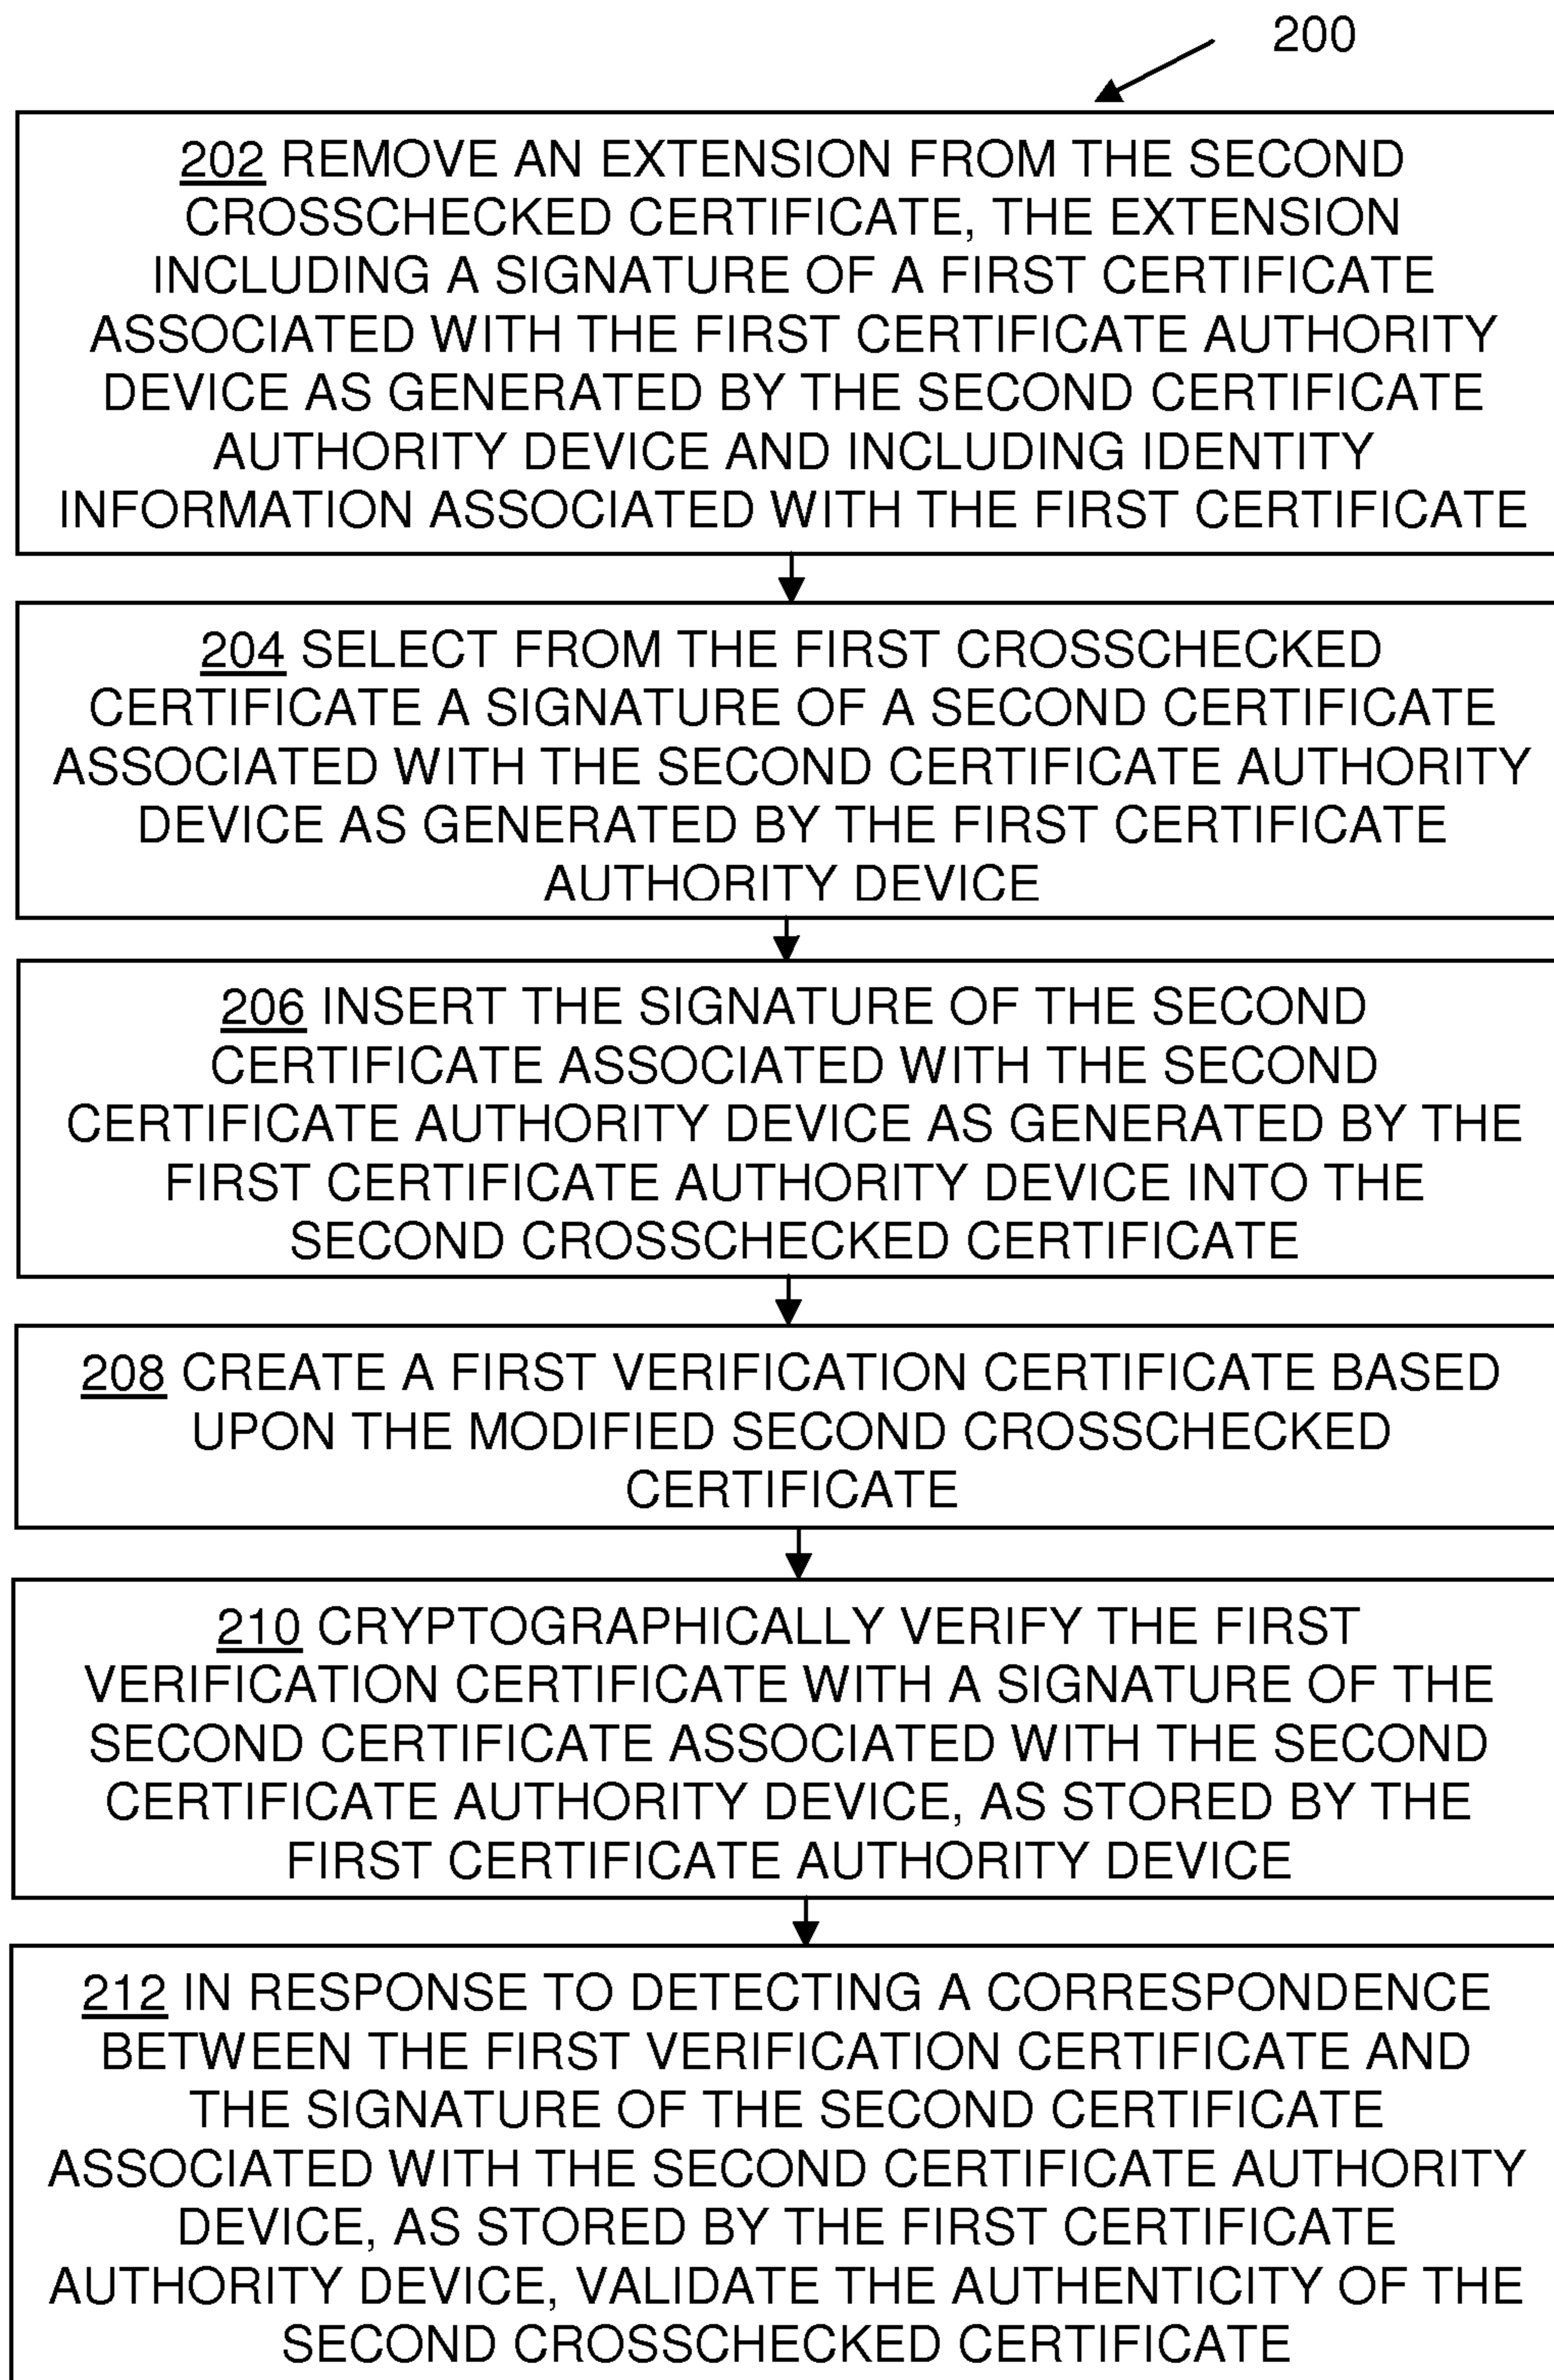 200
202 REMOVE AN EXTENSION FROM THE SECOND
CROSSCHECKED CERTIFICATE, THE EXTENSION
INCLUDING A SIGNATURE OF A FIRST CERTIFICATE
ASSOCIATED WITH THE FIRST CERTIFICATE AUTHORITY
DEVICE AS GENERATED BY THE SECOND CERTIFICATE
AUTHORITY DEVICE AND INCLUDING IDENTITY
INFORMATION ASSOCIATED WITH THE FIRST CERTIFICATE
204 SELECT FROM THE FIRST CROSSCHECKED
CERTIFICATE A SIGNATURE OF A SECOND CERTIFICATE
ASSOCIATED WITH THE SECOND CERTIFICATE AUTHORITY
DEVICE AS GENERATED BY THE FIRST CERTIFICATE
AUTHORITY DEVICE
206 INSERT THE SIGNATURE OF THE SECOND
CERTIFICATE ASSOCIATED WITH THE SECOND
CERTIFICATE AUTHORITY DEVICE AS GENERATED BY THE
FIRST CERTIFICATE AUTHORITY DEVICE INTO THE
SECOND CROSSCHECKED CERTIFICATE
208 CREATE A FIRST VERIFICATION CERTIFICATE BASED
UPON THE MODIFIED SECOND CROSSCHECKED
CERTIFICATE
210 CRYPTOGRAPHICALLY VERIFY THE FIRST
VERIFICATION CERTIFICATE WITH A SIGNATURE OF THE
SECOND CERTIFICATE ASSOCIATED WITH THE SECOND
CERTIFICATE AUTHORITY DEVICE, AS STORED BY THE
FIRST CERTIFICATE AUTHORITY DEVICE
212 IN RESPONSE TO DETECTING A CORRESPONDENCE
BETWEEN THE FIRST VERIFICATION CERTIFICATE AND
THE SIGNATURE OF THE SECOND CERTIFICATE
ASSOCIATED WITH THE SECOND CERTIFICATE AUTHORITY
DEVICE, AS STORED BY THE FIRST CERTIFICATE
AUTHORITY DEVICE, VALIDATE THE AUTHENTICITY OF THE
SECOND CROSSCHECKED CERTIFICATE